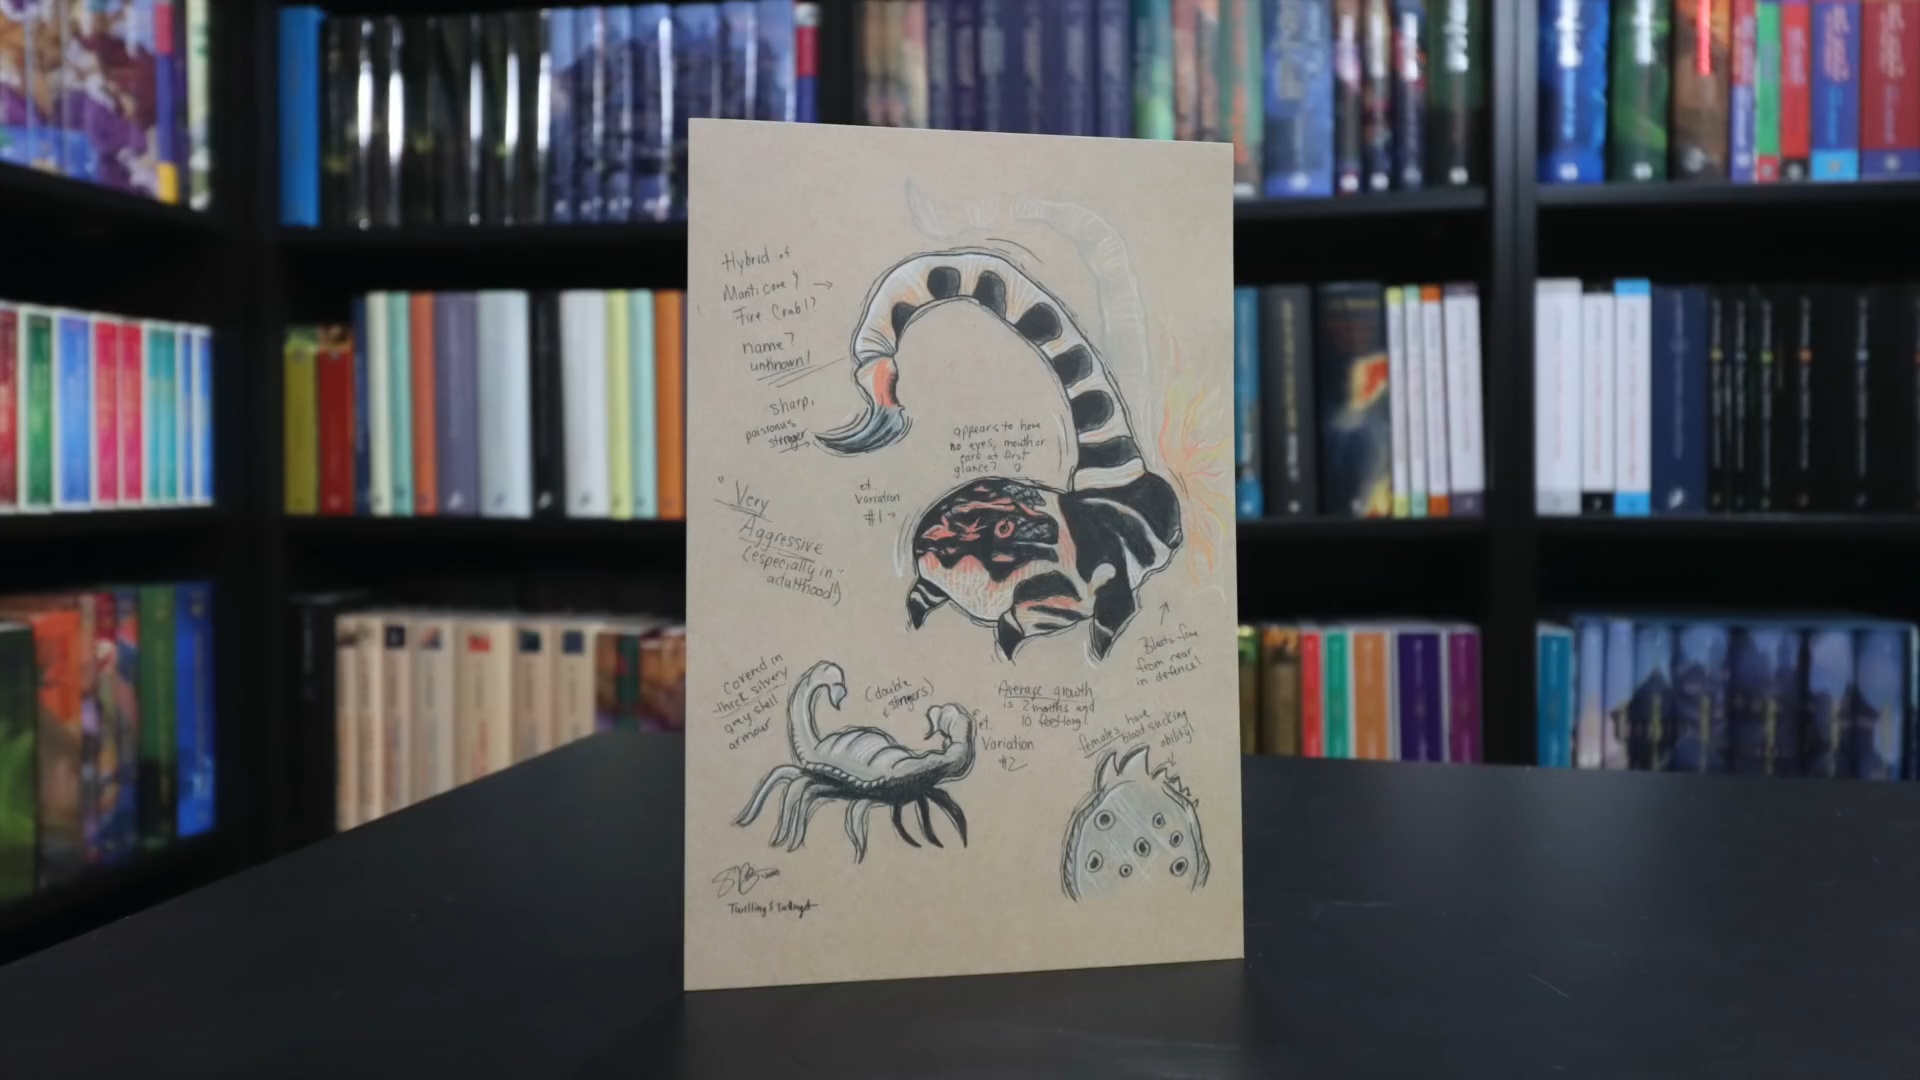 Hybrid of
Manticore &
Fire Crab!?
name?
unknown!
sharp,
poisionus
stinger
"Very
Aggressive
(especially in
adulthood!)
appears to have
no eyes, mouth or
ears at first
glance?
Variation
#1
Blasts fire
from rear
in defence!
covered in
thick silvery
grey shell
armour
(double
stingers)
Variation
#2
Average growth
is 2 months and
10 feet long!
females have
blood sucking
ability!